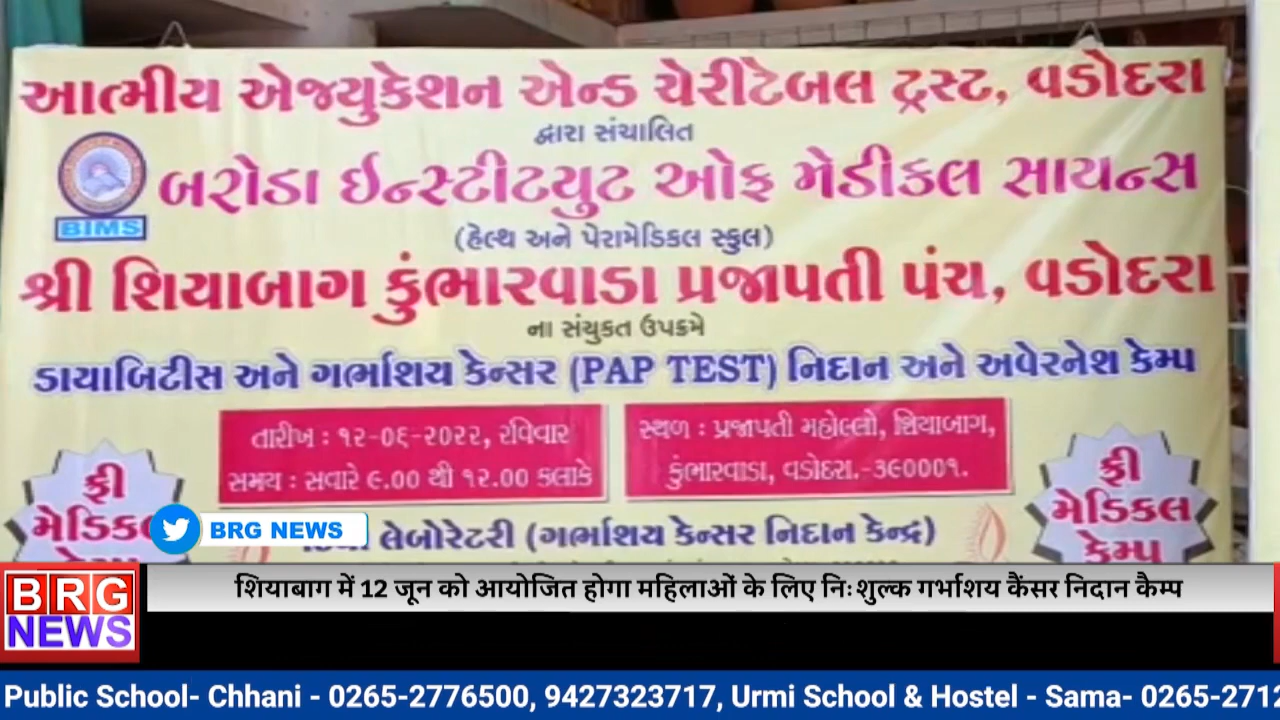 આત્મીય એજ્યુકેશન એન્ડ ચેરીટેબલ ટ્રસ્ટ, વડોદરા
દ્વારા સંચાલિત
BIMS
બરોડા ઇન્સ્ટીટયુટ ઓફ મેડીકલ સાયન્સ
(હેલ્થ અને પેરામેડિકલ સ્કુલ)
શ્રી શિયાબાગ કુંભારવાડા પ્રજાપતી પંચ, વડોદરા
ના સંયુકત ઉપક્રમે
ડાયાબિટીસ અને ગર્ભાશય કેન્સર (PAP TEST) નિદાન અને અવેરનેશ કેમ્પ
તારીખ : ૧૨-૦૬-૨૦૨૨, રવિવાર
સમય : સવારે ૯.૦૦ થી ૧૨.૦૦ કલાકે
સ્થળ : પ્રજાપતી મહોલ્લો, શિયાબાગ,
કુંભારવાડા, વડોદરા.-૩૯૦૦૦૧.
ફ્રી
મેડિકલ
ફ્રી
મેડિકલ
કેમ્પ
BRG NEWS
લેબોરેટરી (ગર્ભાશય કેન્સર નિદાન કેન્દ્ર)
BRG
NEWS
शियाबाग में 12 जून को आयोजित होगा महिलाओं के लिए निःशुल्क गर्भाशय कैंसर निदान कैम्प
Public School- Chhani - 0265-2776500, 9427323717, Urmi School & Hostel - Sama- 0265-2712